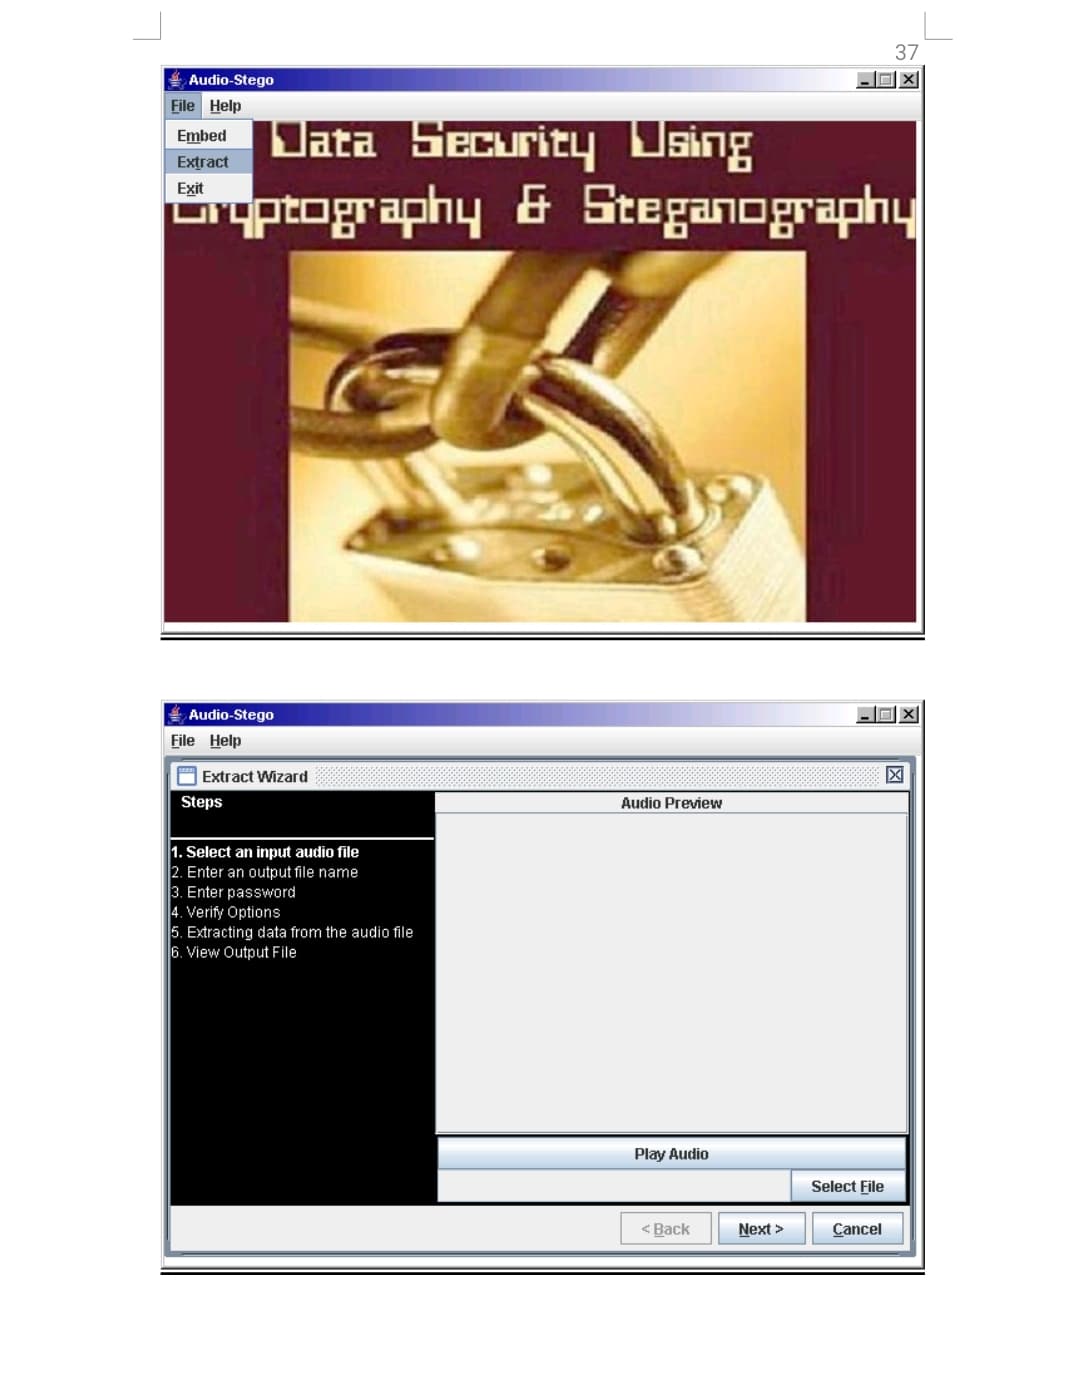 37
Audio-Stego
File Help
Embed
Extract
Exit
Data Security Using
Cryptography & Steganography
Audio-Stego
File Help
Extract Wizard
Steps
Audio Preview
1. Select an input audio file
2. Enter an output file name
3. Enter password
4. Verify Options
5. Extracting data from the audio file
6. View Output File
Play Audio
Select File
< Back Next > Cancel